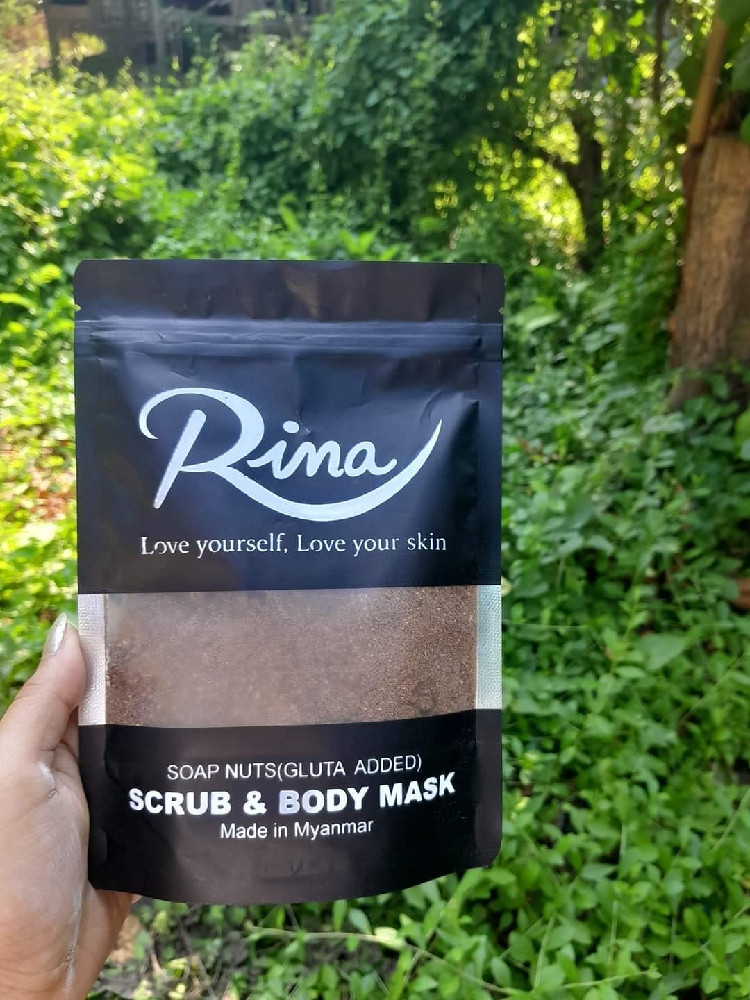 Rina
Love yourself, Love your skin
SOAP NUTS(GLUTA ADDED)
SCRUB & BODY MASK
Made in Myanmar